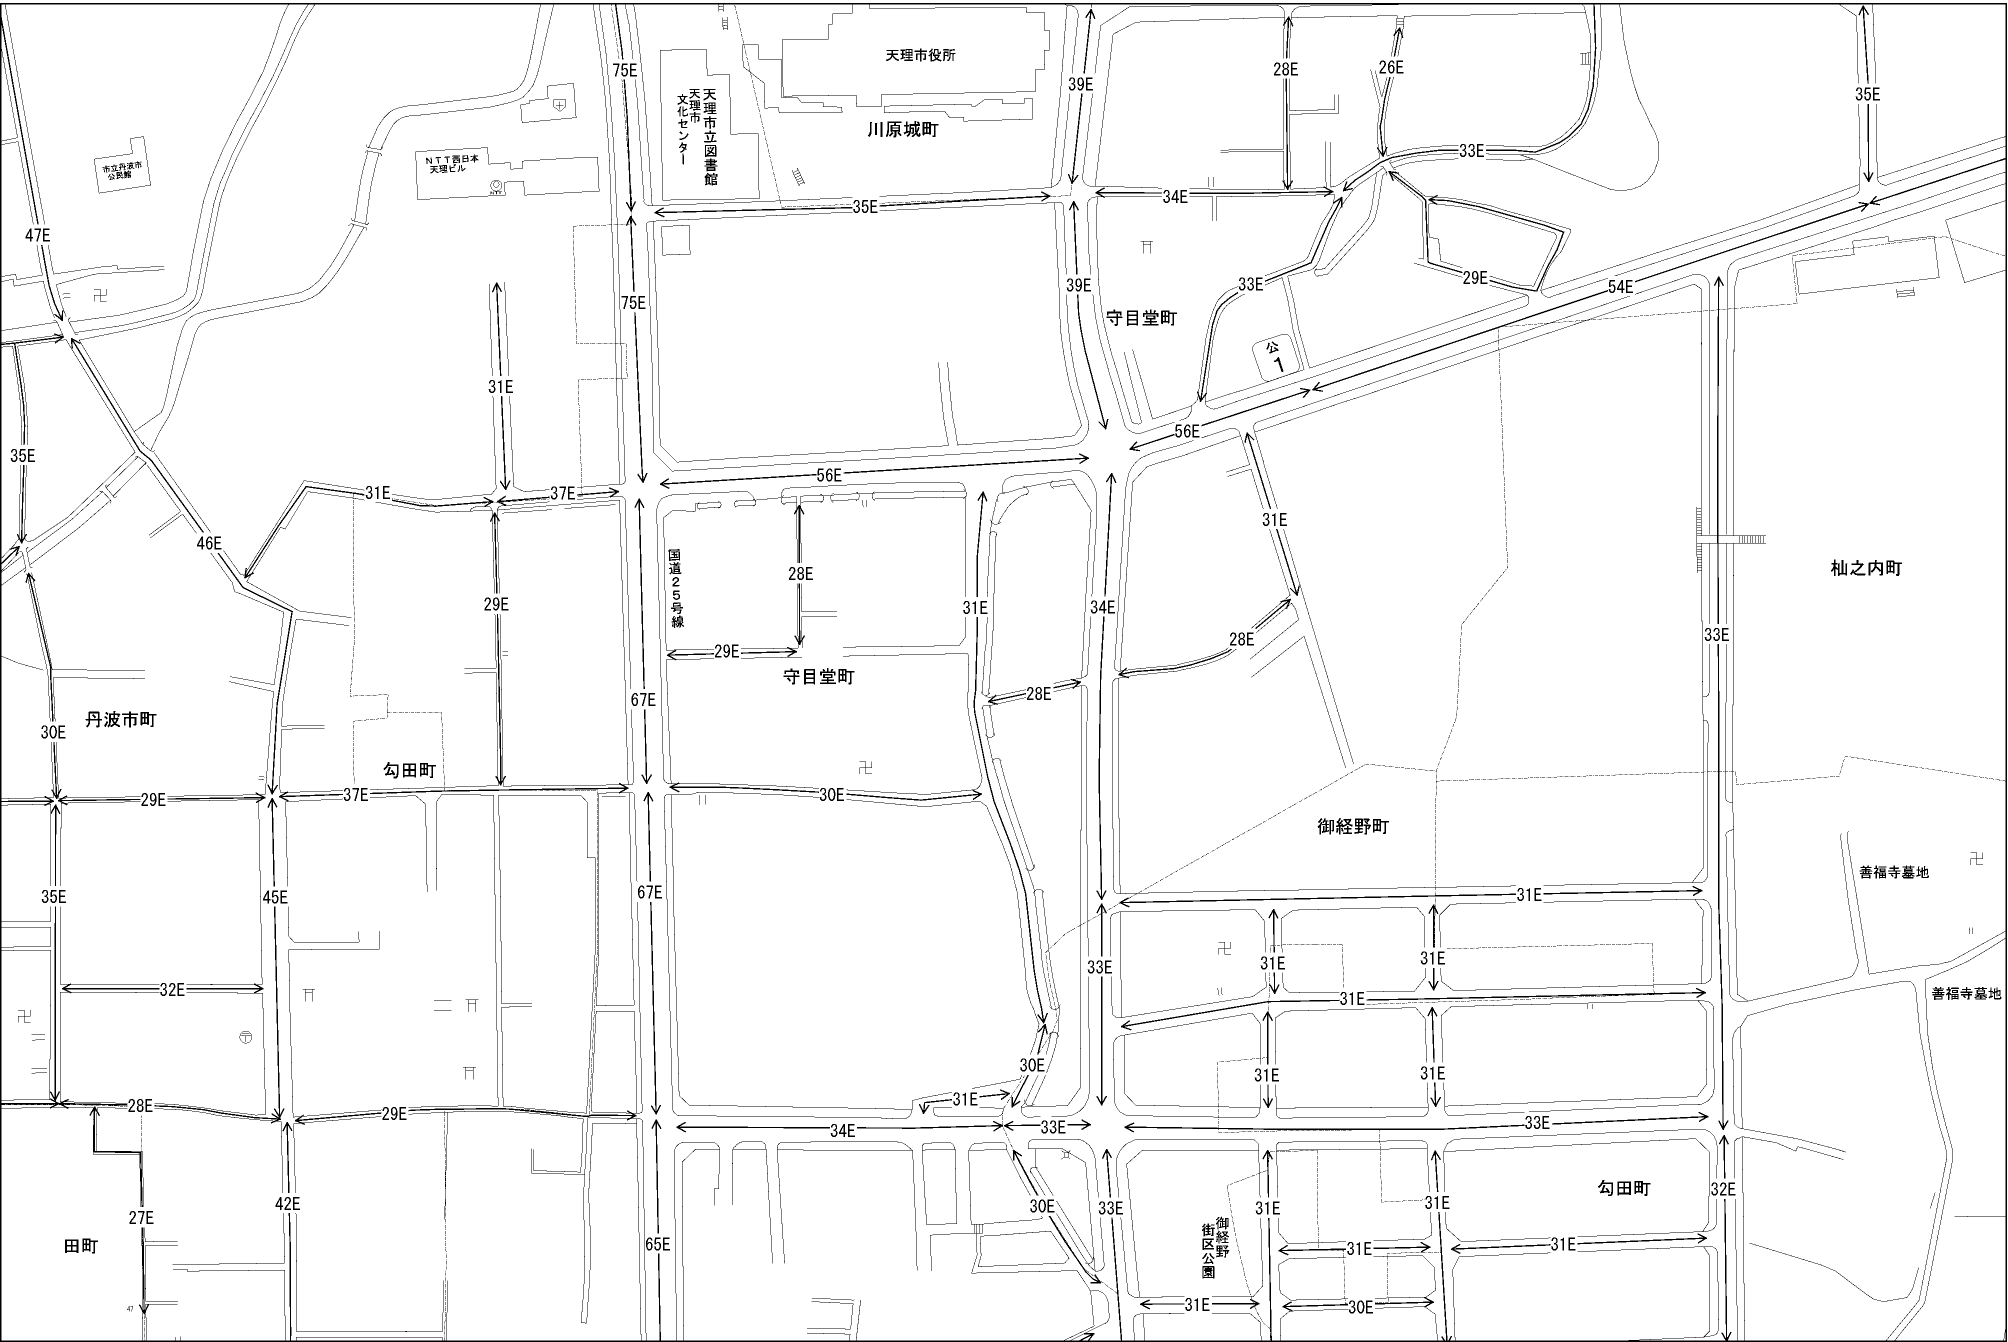 75E
天理市役所
39E
28E
26E
35E
天理市立図書館
天理市
文化センター
川原城町
市立丹波市
公民館
NTT西日本
天理ビル
NTT
33E
47E
35E
34E
75E
39E
33E
29E
54E
守目堂町
公
1
31E
35E
56E
56E
31E
37E
46E
31E
国道25号線
28E
29E
31E
34E
杣之内町
28E
33E
29E
守目堂町
28E
67E
丹波市町
30E
勾田町
29E
37E
30E
御経野町
善福寺墓地
35E
45E
67E
31E
33E
31E
31E
32E
31E
善福寺墓地
30E
31E
31E
28E
29E
31E
34E
33E
33E
42E
27E
30E
33E
31E
31E
勾田町
32E
田町
65E
御経野
街区公園
31E
31E
31E
30E
47